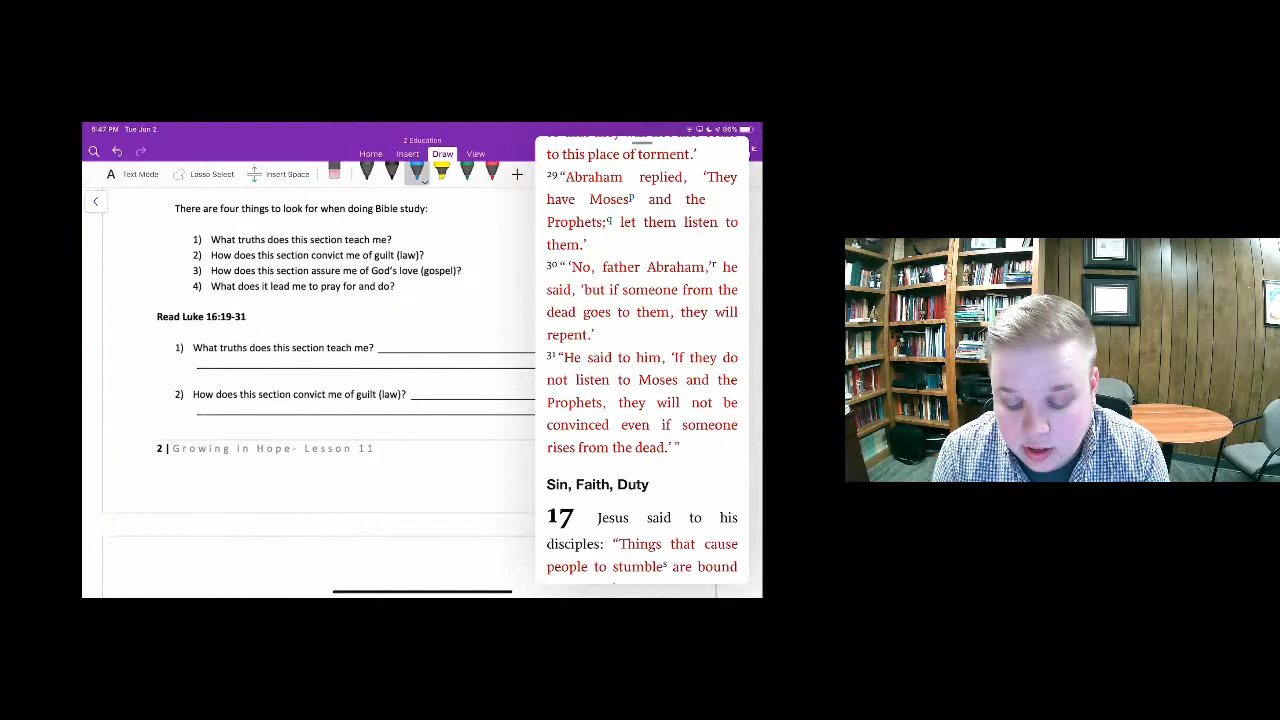 6:47 PM Tue Jan 2
86%
2 Education
Home Insert Draw View
Text Mode Lasso Select Insert Space
There are four things to look for when doing Bible study:
1) What truths does this section teach me?
2) How does this section convict me of guilt (law)?
3) How does this section assure me of God's love (gospel)?
4) What does it lead me to pray for and do?
Read Luke 16:19-31
1) What truths does this section teach me?
2) How does this section convict me of guilt (law)?
2 | Growing in Hope- Lesson 11
to this place of torment.’
29 “Abraham replied, ‘They
have Mosesp and the
Prophets;q let them listen to
them.’
30 “ ‘No, father Abraham,’r he
said, ‘but if someone from the
dead goes to them, they will
repent.’
31 “He said to him, ‘If they do
not listen to Moses and the
Prophets, they will not be
convinced even if someone
rises from the dead.’ ”
Sin, Faith, Duty
17 Jesus said to his
disciples: “Things that cause
people to stumbles are bound